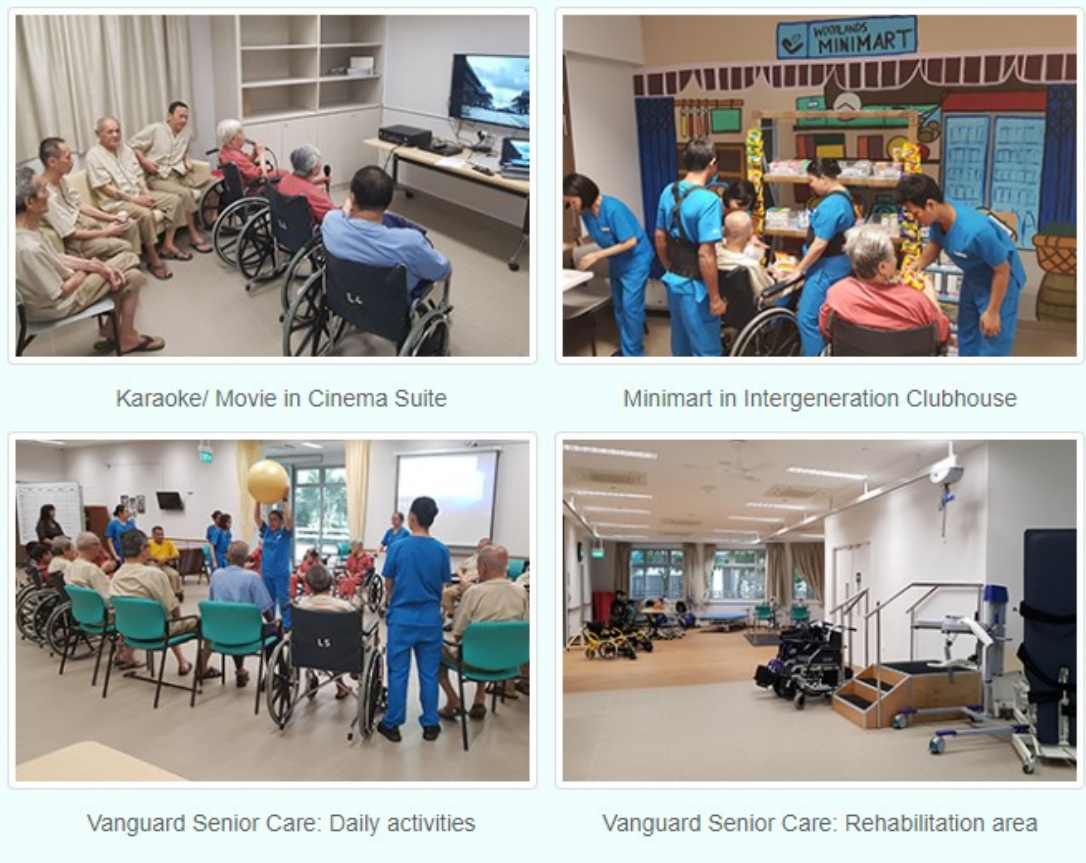 WOODLANDS
MINIMART
L4
Karaoke/ Movie in Cinema Suite
Minimart in Intergeneration Clubhouse
L5
Vanguard Senior Care: Daily activities
Vanguard Senior Care: Rehabilitation area